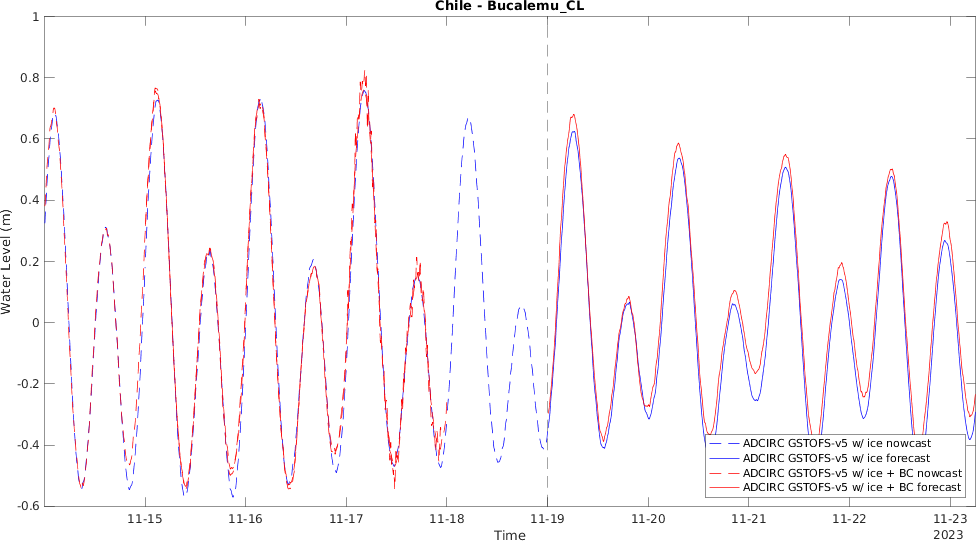 Chile - Bucalemu_CL
1
0.8
0.6
0.4
0.2
0
-0.2
-0.4
-0.6
Water Level (m)
11-15 11-16 11-17 11-18 11-19 11-20 11-21 11-22 11-23
Time
2023
ADCIRC GSTOFS-v5 w/ ice nowcast
ADCIRC GSTOFS-v5 w/ ice forecast
ADCIRC GSTOFS-v5 w/ ice + BC nowcast
ADCIRC GSTOFS-v5 w/ ice + BC forecast